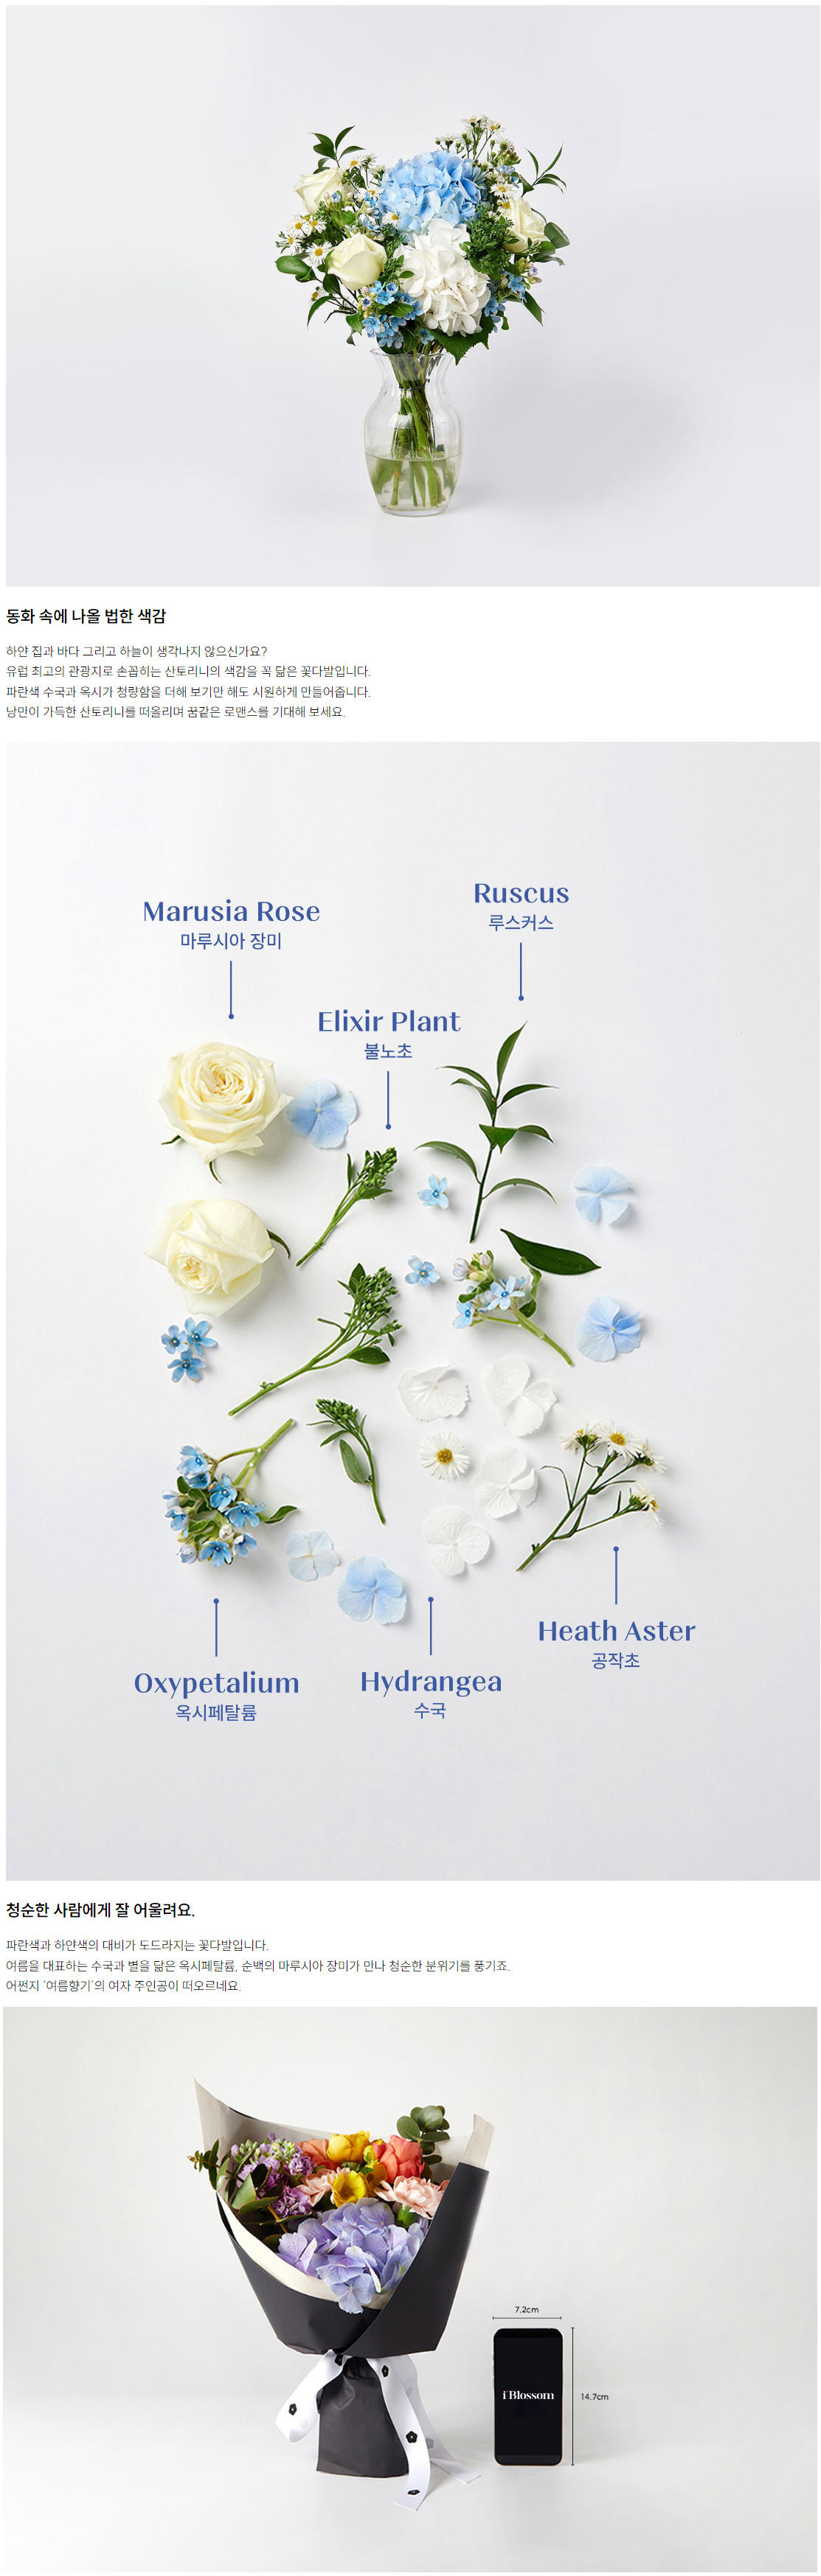 동화 속에 나올 법한 색감
하얀 집과 바다 그리고 하늘이 생각나지 않으신가요?
유럽 최고의 관광지로 손꼽히는 산토리니의 색감을 꼭 닮은 꽃다발입니다.
파란색 수국과 옥시가 청량함을 더해 보기만 해도 시원하게 만들어줍니다.
낭만이 가득한 산토리니를 떠올리며 꿈같은 로맨스를 기대해 보세요.
Ruscus
루스커스
Marusia Rose
마루시아 장미
Elixir Plant
불노초
Heath Aster
공작초
Oxypetalium
옥시페탈륨
Hydrangea
수국
청순한 사람에게 잘 어울려요.
파란색과 하얀색의 대비가 도드라지는 꽃다발입니다.
여름을 대표하는 수국과 별을 닮은 옥시페탈륨, 순백의 마루시아 장미가 만나 청순한 분위기를 풍기죠.
어쩐지 '여름향기'의 여자 주인공이 떠오르네요.
7.2cm
i'Blossom
14.7cm